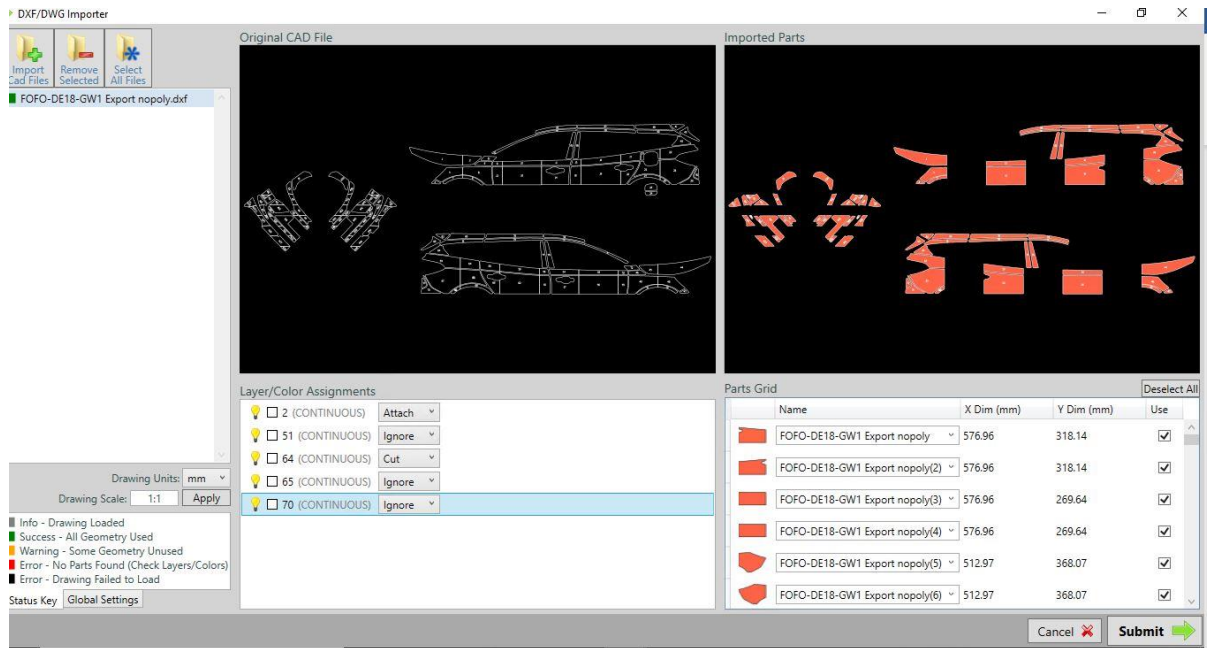 DXF/DWG Importer
Import
Cad Files
Remove
Selected
Select
All Files
FOFO-DE18-GW1 Export nopoly.dxf
Drawing Units: mm
Drawing Scale: 1:1 Apply
Info - Drawing Loaded
Success - All Geometry Used
Warning - Some Geometry Unused
Error - No Parts Found (Check Layers/Colors)
Error - Drawing Failed to Load
Status Key Global Settings
Original CAD File
Imported Parts
Layer/Color Assignments
2 (CONTINUOUS) Attach
51 (CONTINUOUS) Ignore
64 (CONTINUOUS) Cut
65 (CONTINUOUS) Ignore
70 (CONTINUOUS) Ignore
Parts Grid Deselect All
Name X Dim (mm) Y Dim (mm) Use
FOFO-DE18-GW1 Export nopoly 576.96 318.14
FOFO-DE18-GW1 Export nopoly(2) 576.96 318.14
FOFO-DE18-GW1 Export nopoly(3) 576.96 269.64
FOFO-DE18-GW1 Export nopoly(4) 576.96 269.64
FOFO-DE18-GW1 Export nopoly(5) 512.97 368.07
FOFO-DE18-GW1 Export nopoly(6) 512.97 368.07
Cancel Submit